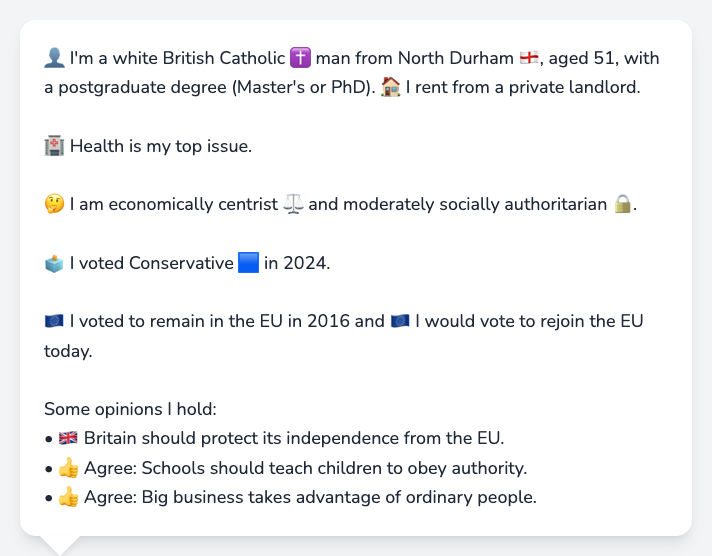 👤 I'm a white British Catholic ✝️ man from North Durham 🏴󠁧󠁢󠁥󠁮󠁧󠁿, aged 51, with
a postgraduate degree (Master's or PhD). 🏠 I rent from a private landlord.
🏥 Health is my top issue.
🤔 I am economically centrist ⚖️ and moderately socially authoritarian 🔒.
🗳️ I voted Conservative 🟦 in 2024.
🇪🇺 I voted to remain in the EU in 2016 and 🇪🇺 I would vote to rejoin the EU
today.
Some opinions I hold:
• 🇬🇧 Britain should protect its independence from the EU.
• 👍 Agree: Schools should teach children to obey authority.
• 👍 Agree: Big business takes advantage of ordinary people.